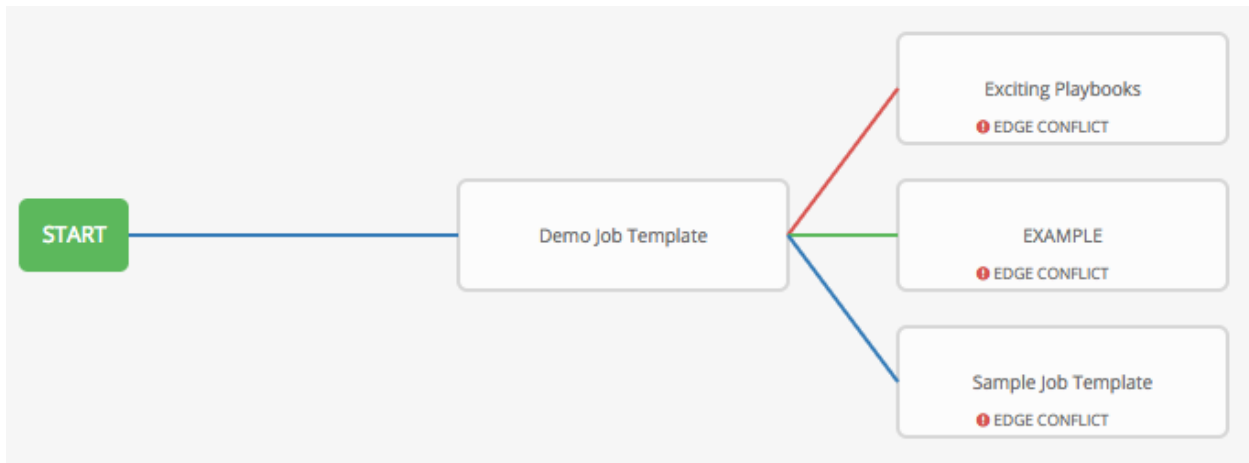 START
Demo Job Template
Exciting Playbooks
EDGE CONFLICT
EXAMPLE
EDGE CONFLICT
Sample Job Template
EDGE CONFLICT